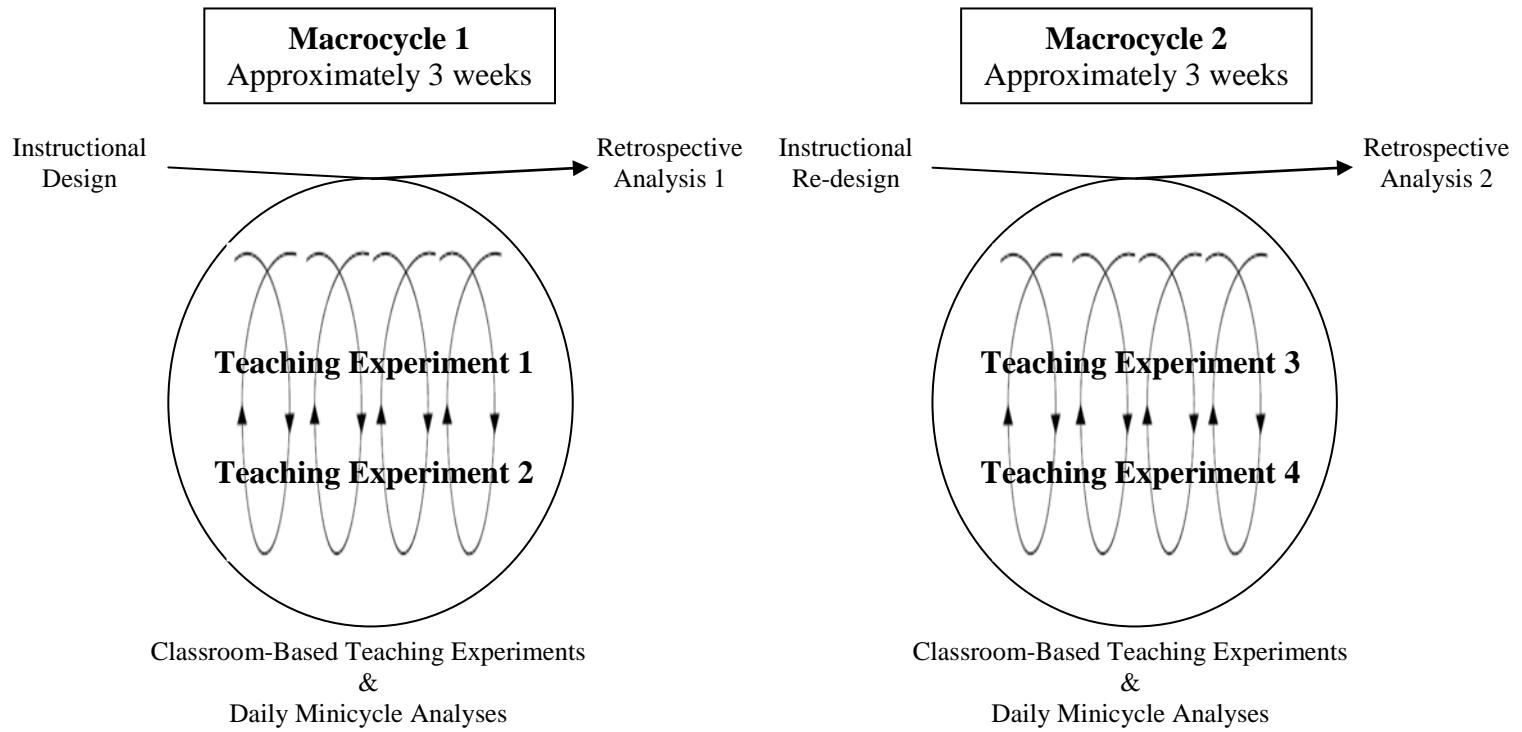 Macrocycle 1
Approximately 3 weeks
Instructional
Design
Retrospective
Analysis 1
Teaching Experiment 1
Teaching Experiment 2
Classroom-Based Teaching Experiments
&
Daily Minicycle Analyses
Macrocycle 2
Approximately 3 weeks
Instructional
Re-design
Retrospective
Analysis 2
Teaching Experiment 3
Teaching Experiment 4
Classroom-Based Teaching Experiments
&
Daily Minicycle Analyses